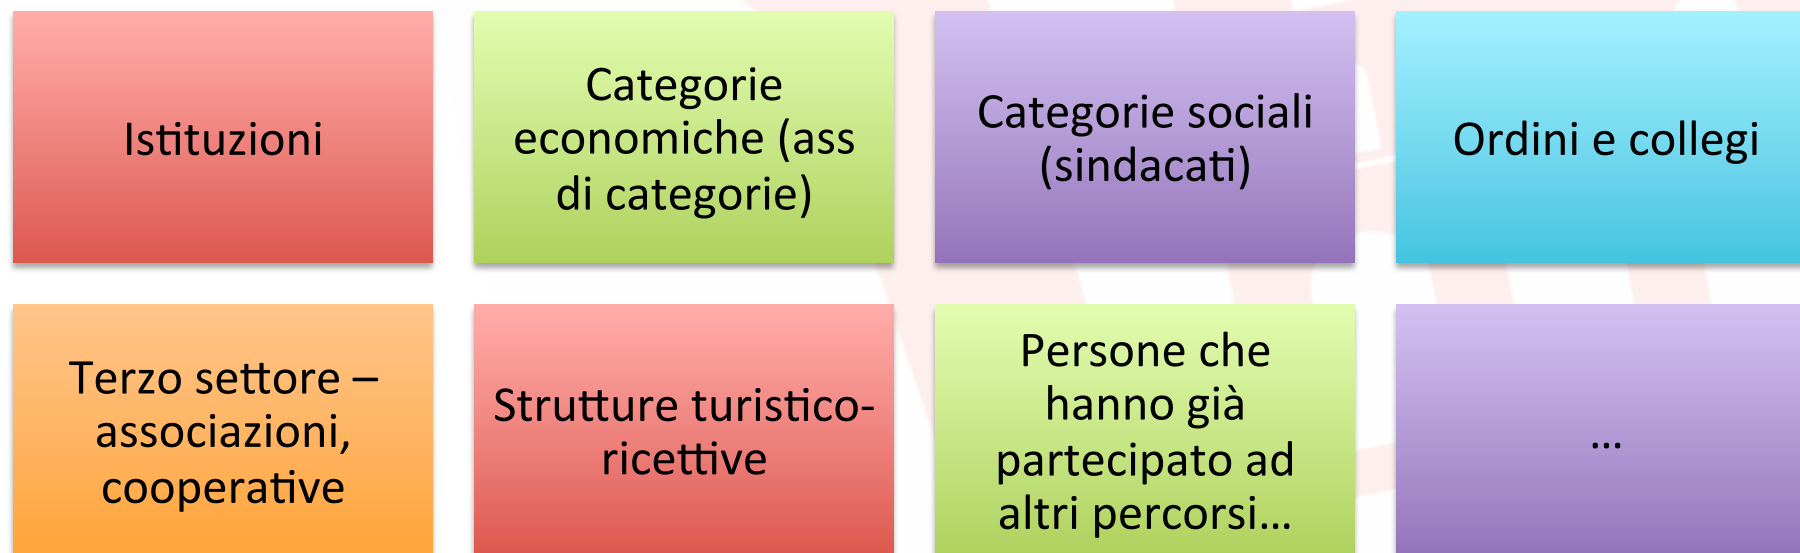 Istituzioni
Categorie
economiche (ass
di categorie)
Categorie sociali
(sindacati)
Ordini e collegi
Terzo settore –
associazioni,
cooperative
Strutture turistico-
ricettive
Persone che
hanno già
partecipato ad
altri percorsi…
…